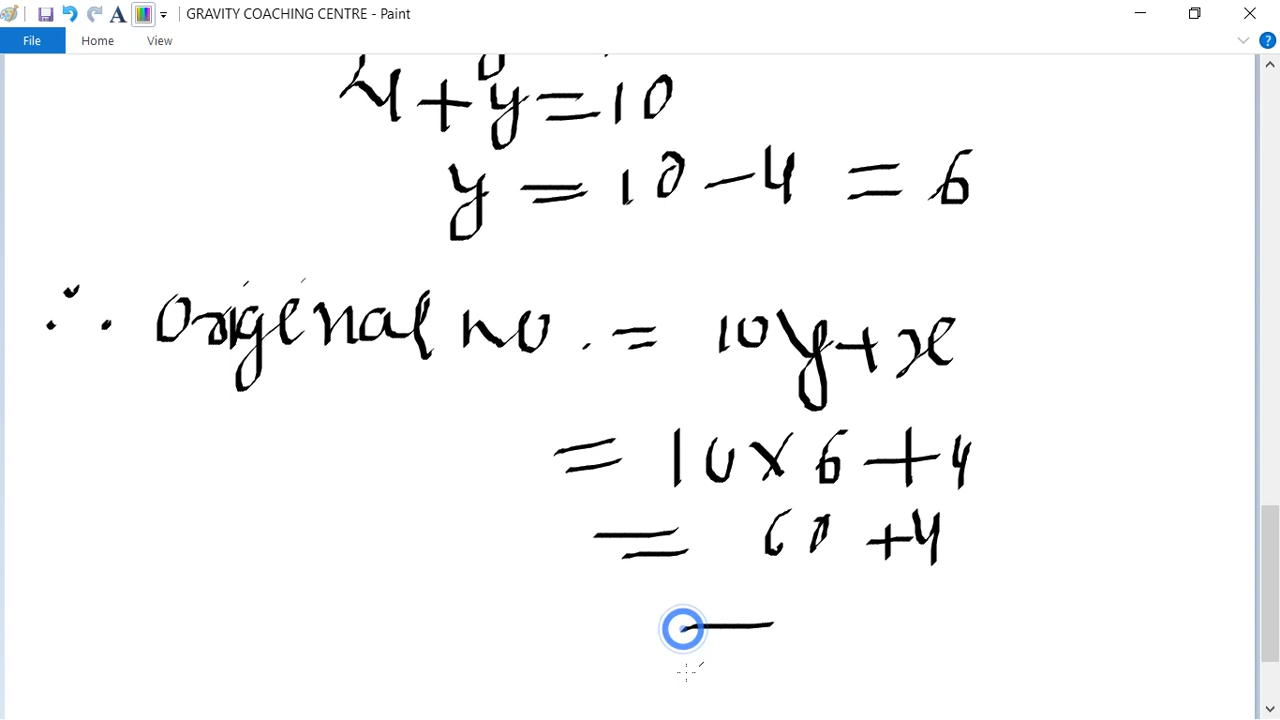 GRAVITY COACHING CENTRE - Paint
File Home View
4+y=10
y = 10-4 = 6
∴ Original no. = 10y+x
= 10×6+4
= 60+4